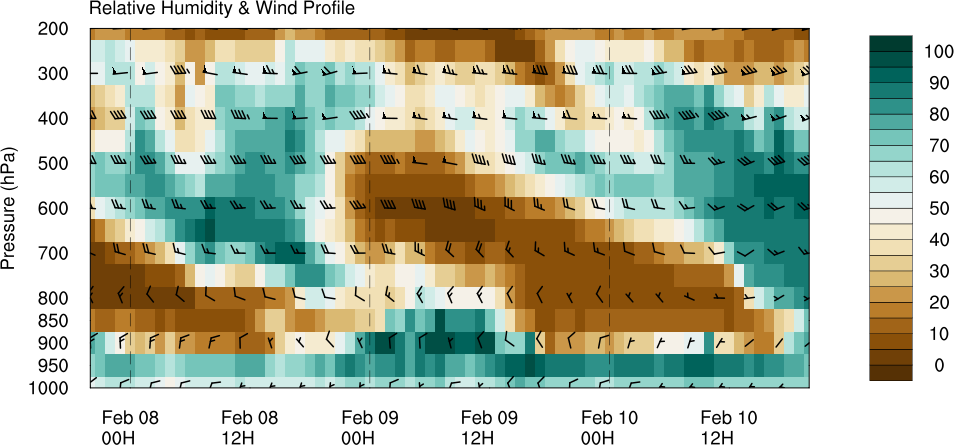 Relative Humidity & Wind Profile
Pressure (hPa)
200
300
400
500
600
700
800
850
900
950
1000
Feb 08
00H
Feb 08
12H
Feb 09
00H
Feb 09
12H
Feb 10
00H
Feb 10
12H
100
90
80
70
60
50
40
30
20
10
0